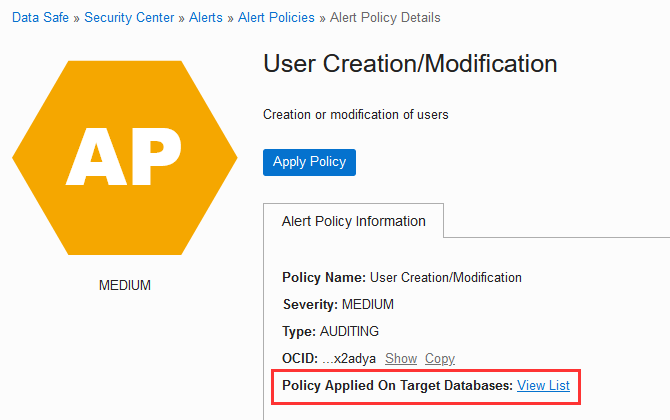 Data Safe » Security Center » Alerts » Alert Policies » Alert Policy Details
User Creation/Modification
AP
Creation or modification of users
Apply Policy
Alert Policy Information
MEDIUM
Policy Name: User Creation/Modification
Severity: MEDIUM
Type: AUDITING
OCID: ...x2adya Show Copy
Policy Applied On Target Databases: View List